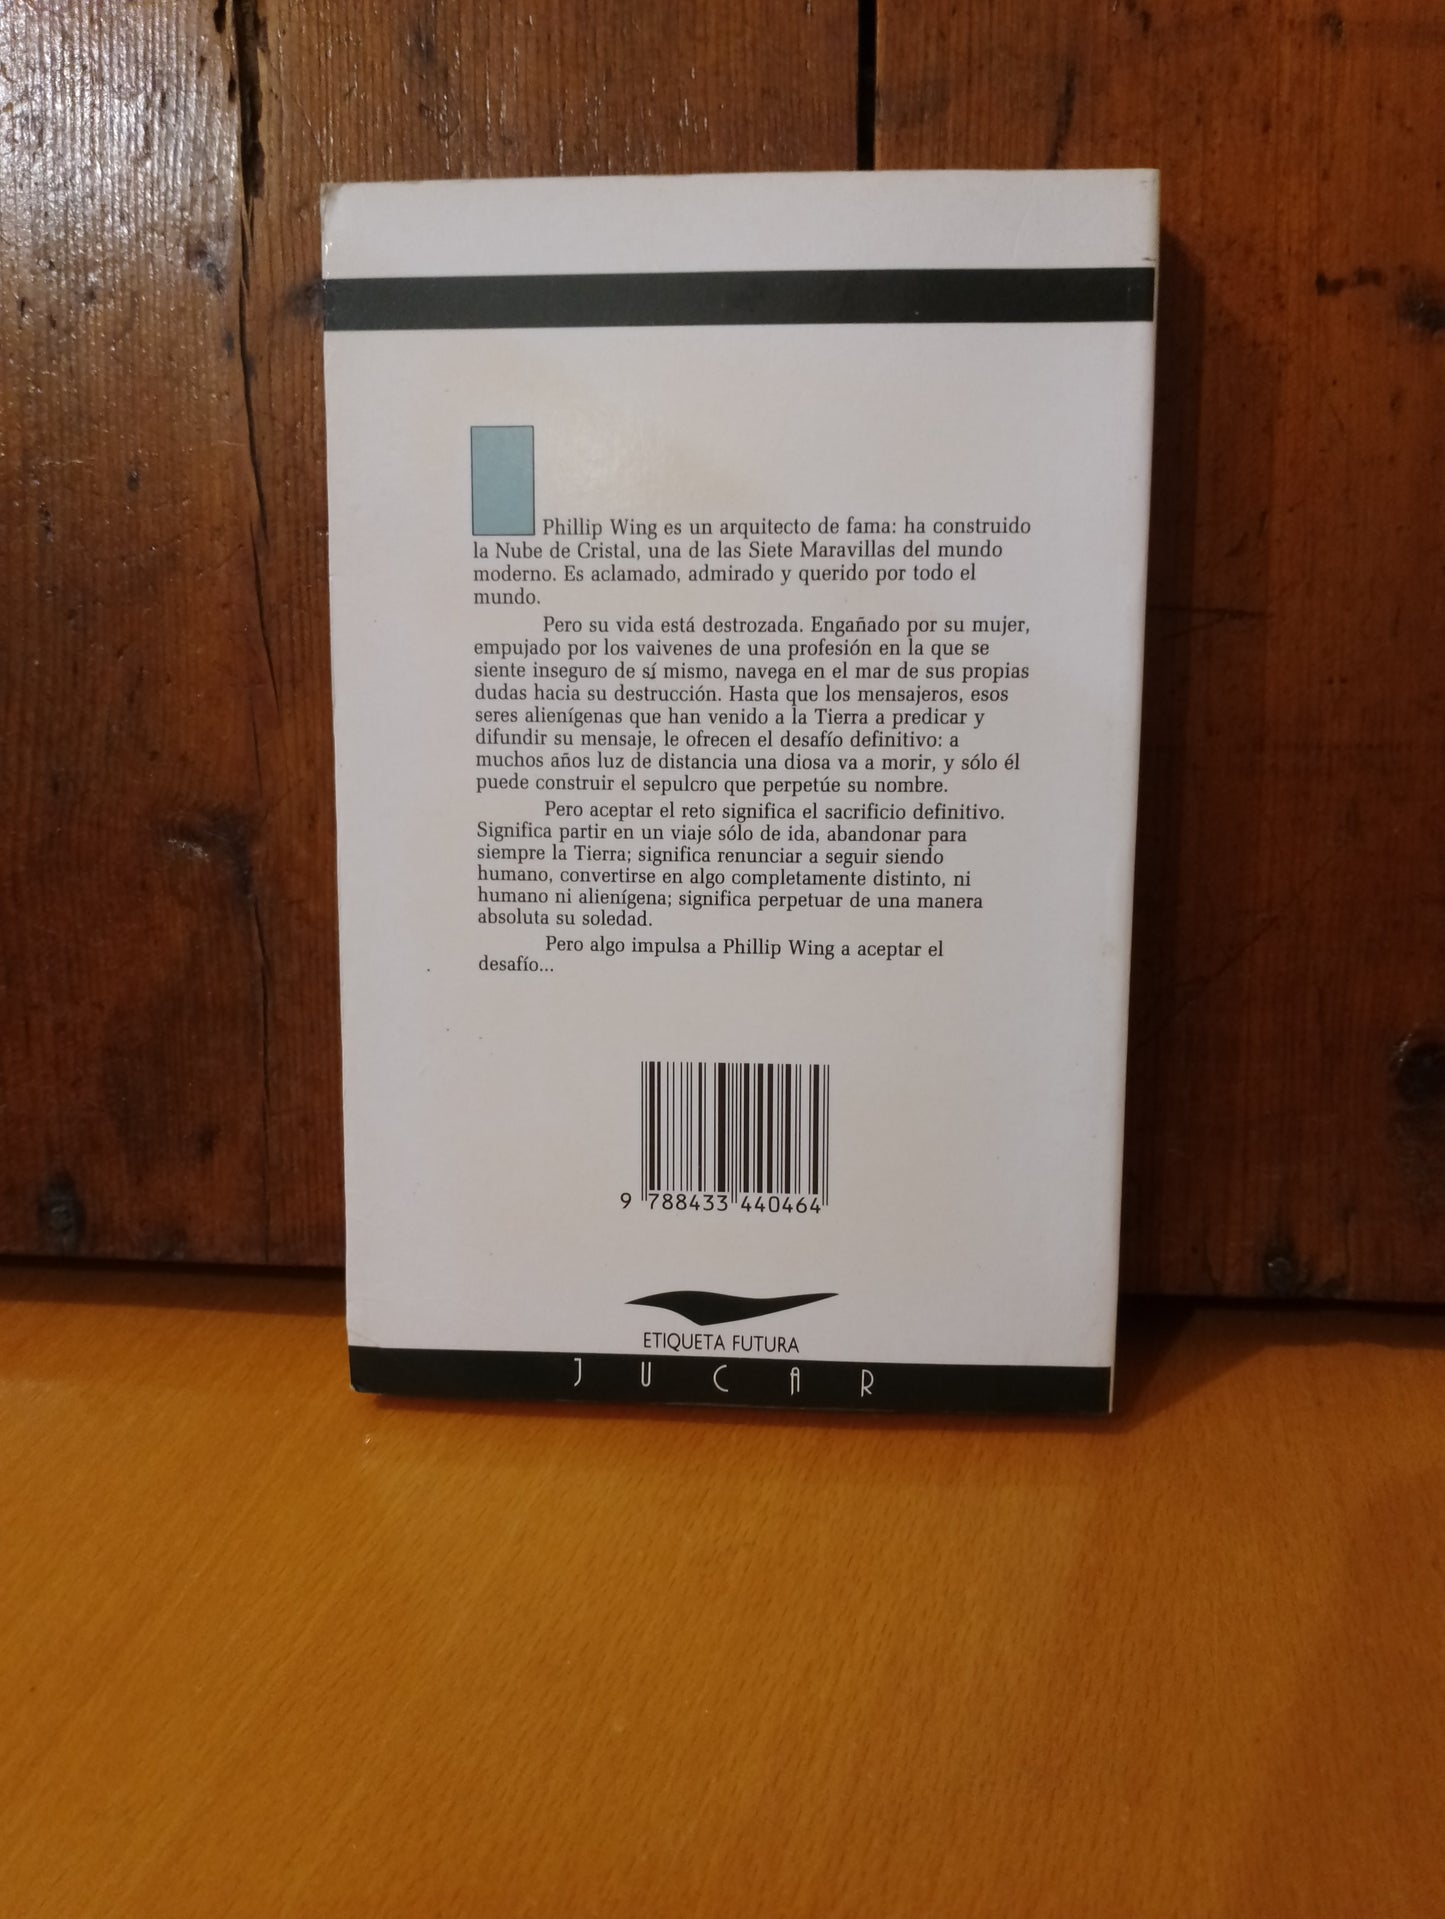 Phillip Wing es un arquitecto de fama: ha construido
la Nube de Cristal, una de las Siete Maravillas del mundo
moderno. Es aclamado, admirado y querido por todo el
mundo.
Pero su vida está destrozada. Engañado por su mujer,
empujado por los vaivenes de una profesión en la que se
siente inseguro de sí mismo, navega en el mar de sus propias
dudas hacia su destrucción. Hasta que los mensajeros, esos
seres alienígenas que han venido a la Tierra a predicar y
difundir su mensaje, le ofrecen el desafío definitivo: a
muchos años luz de distancia una diosa va a morir, y sólo él
puede construir el sepulcro que perpetúe su nombre.
Pero aceptar el reto significa el sacrificio definitivo.
Significa partir en un viaje sólo de ida, abandonar para
siempre la Tierra; significa renunciar a seguir siendo
humano, convertirse en algo completamente distinto, ni
humano ni alienígena; significa perpetuar de una manera
absoluta su soledad.
Pero algo impulsa a Phillip Wing a aceptar el
desafío...
9 788433 440464
ETIQUETA FUTURA
JUCAR